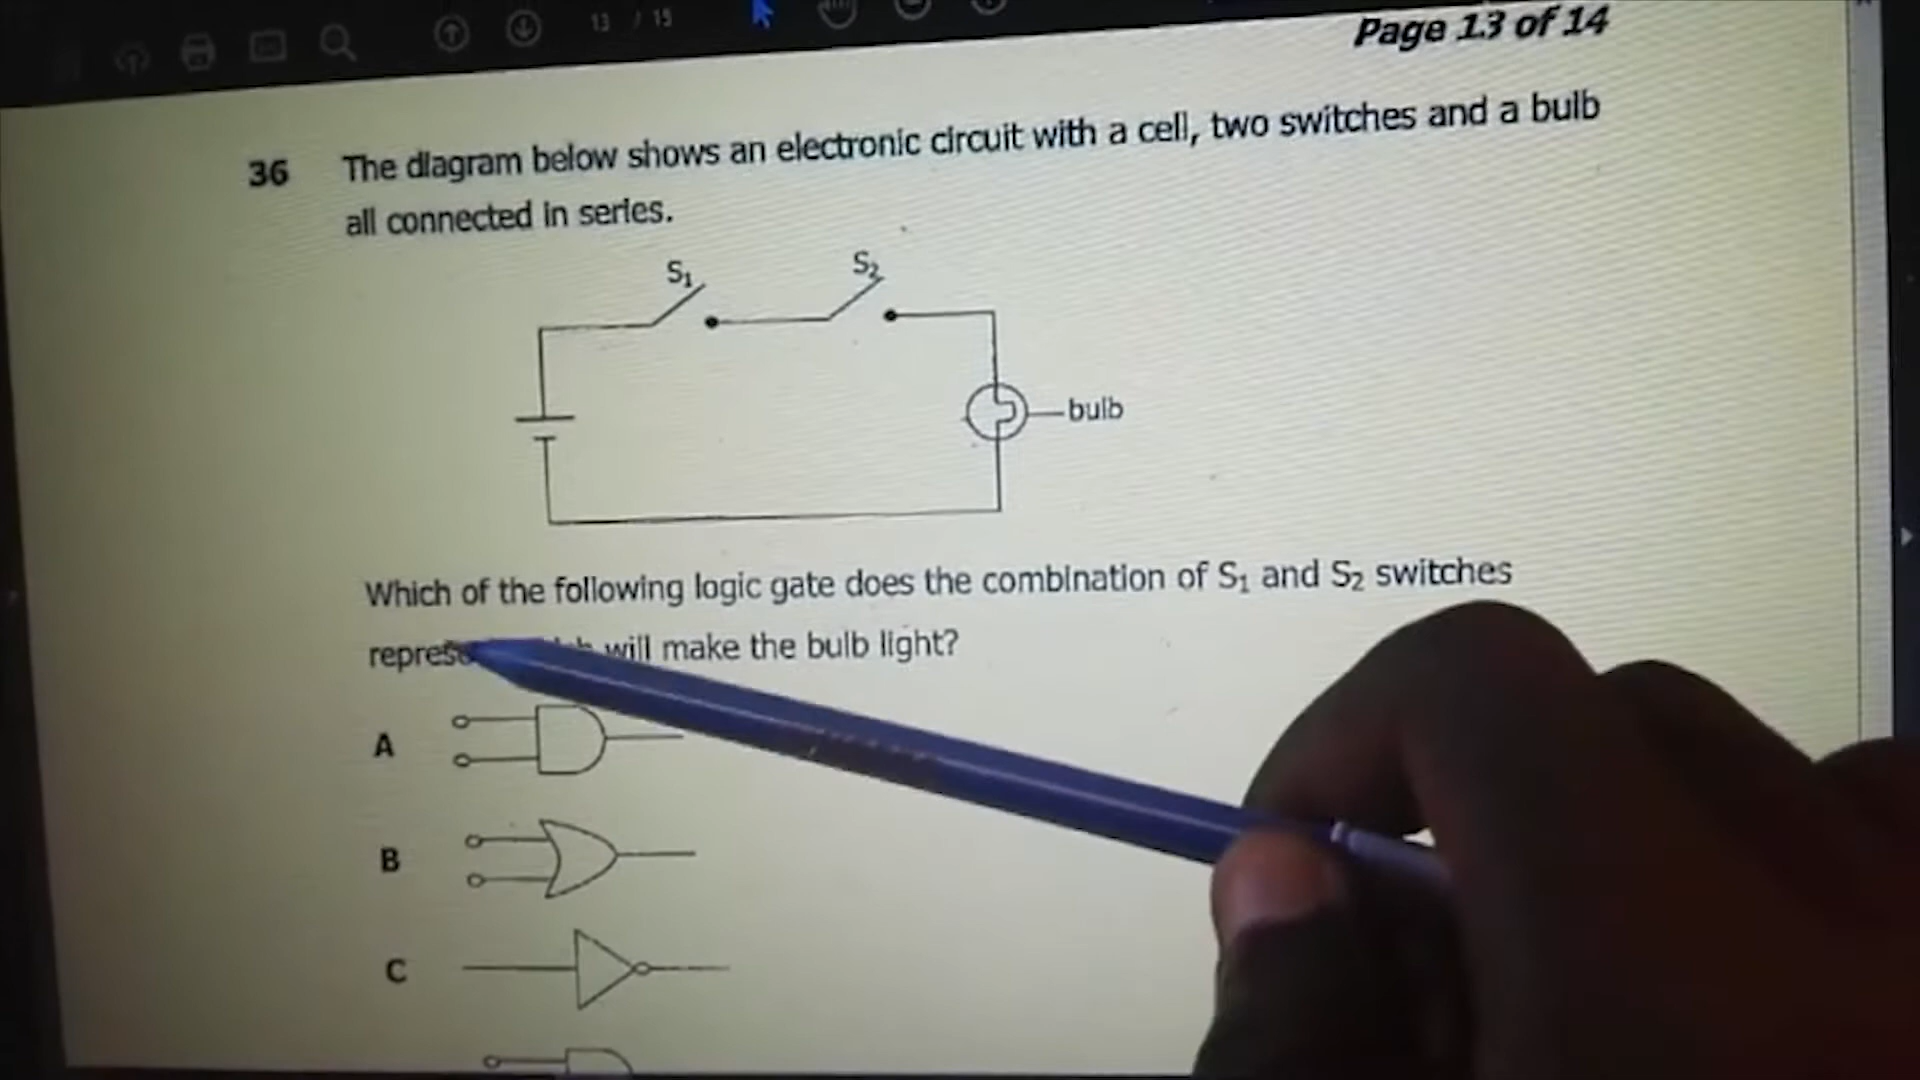 13 / 15
Page 13 of 14
36 The diagram below shows an electronic circuit with a cell, two switches and a bulb
all connected in series.
S₁ S₂
bulb
Which of the following logic gate does the combination of S₁ and S₂ switches
will make the bulb light?
A
B
C